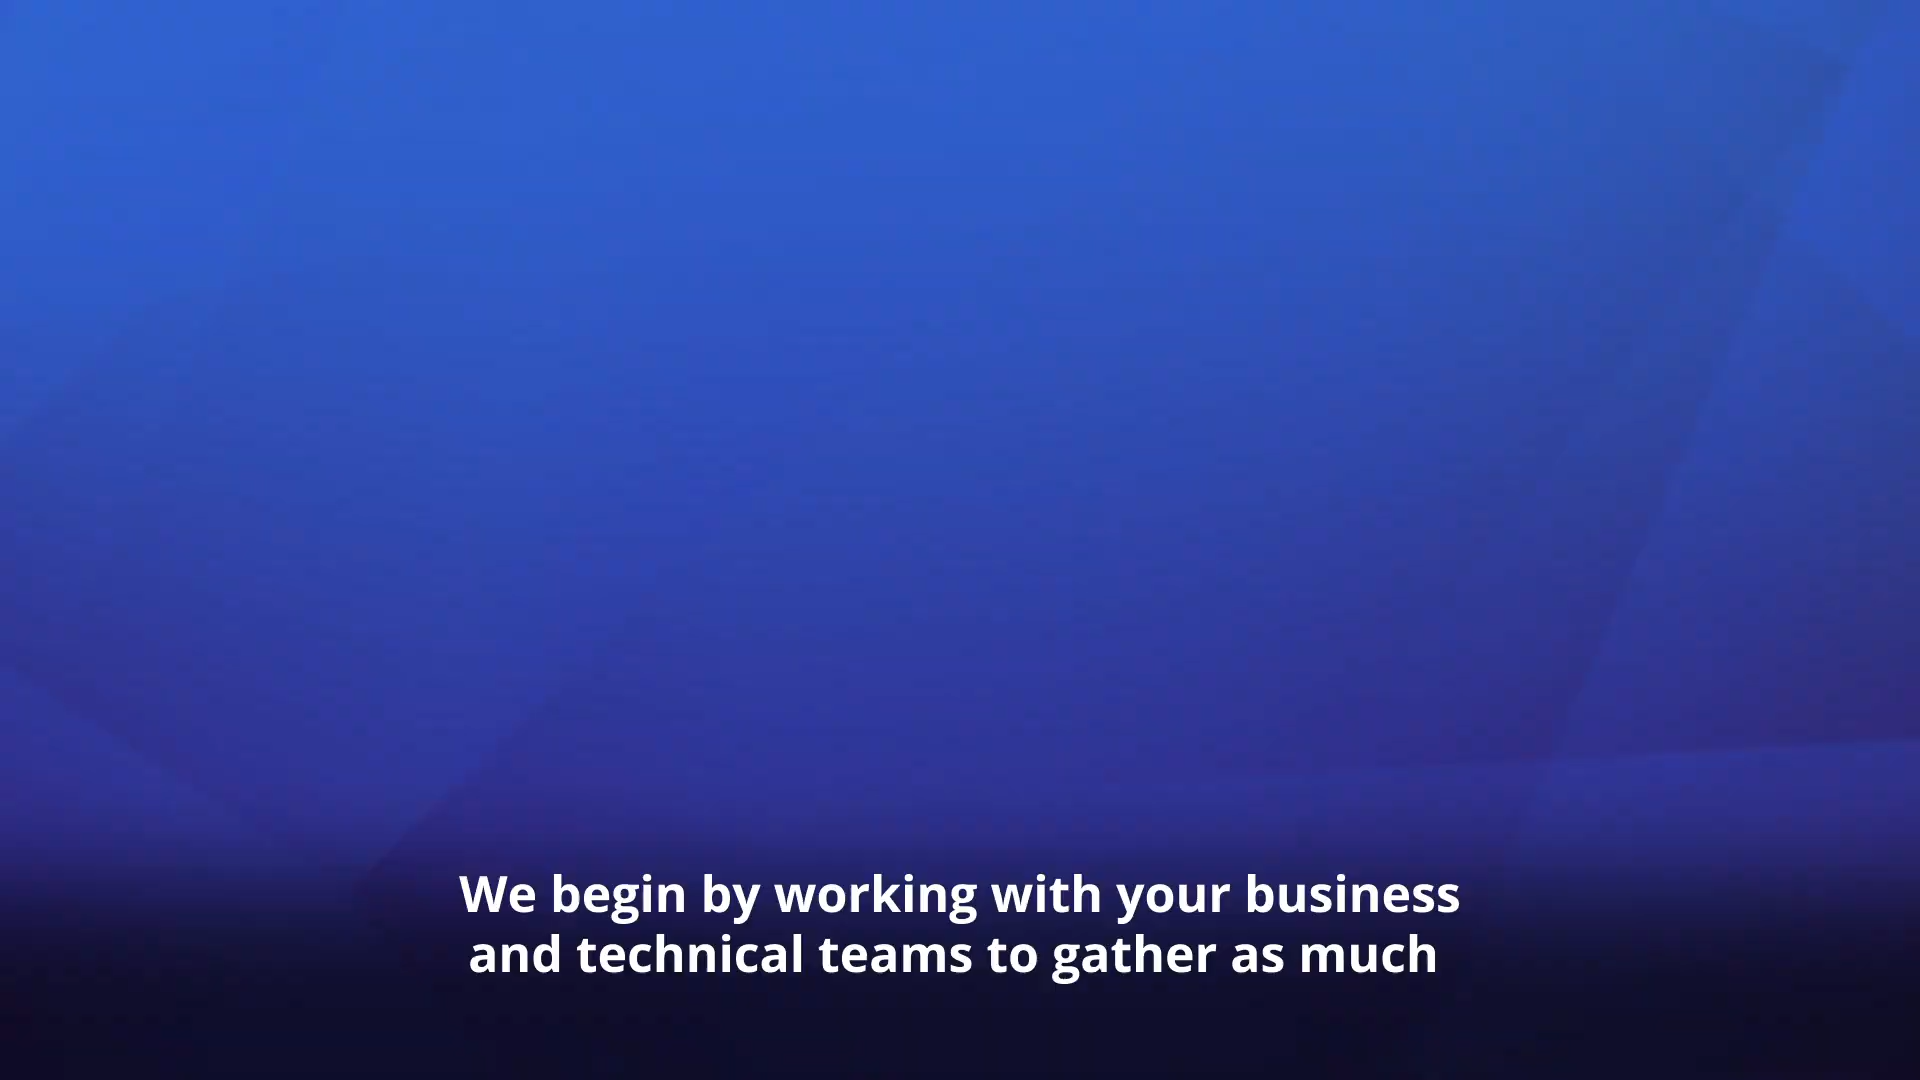 We begin by working with your business
and technical teams to gather as much